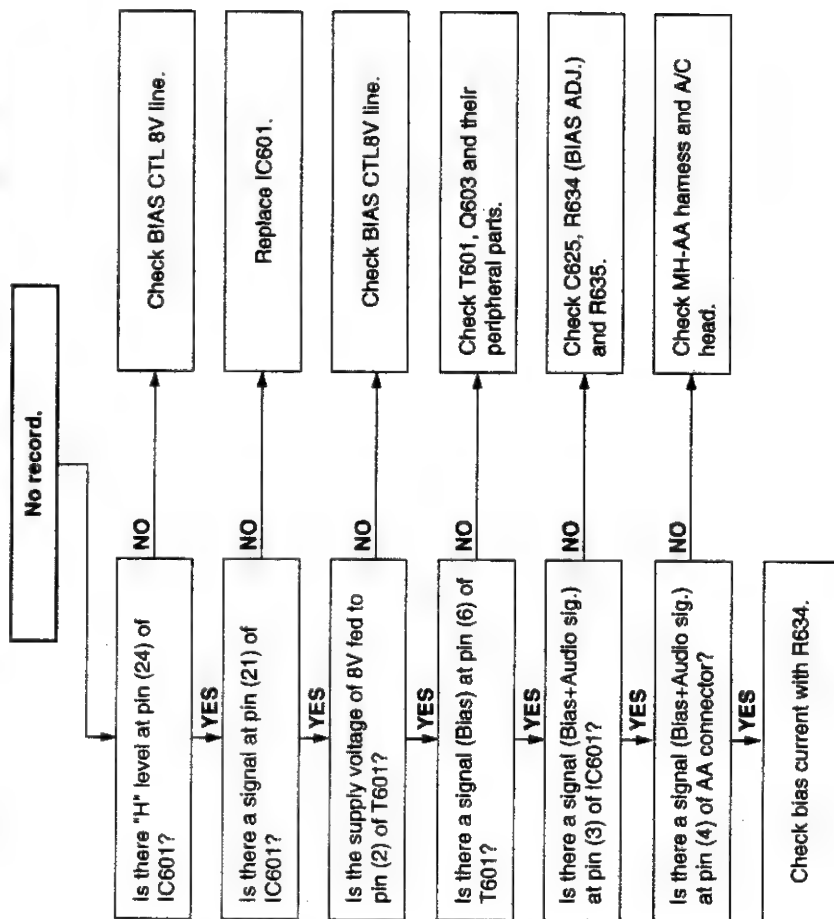 No record.
Is there "H" level at pin (24) of
IC601?
NO
Check BIAS CTL 8V line.
YES
Is there a signal at pin (21) of
IC601?
NO
Replace IC601.
YES
Is the supply voltage of 8V fed to
pin (2) of T601?
NO
Check BIAS CTL8V line.
YES
Is there a signal (Bias) at pin (6) of
T601?
NO
Check T601, Q603 and their
peripheral parts.
YES
Is there a signal (Bias+Audio sig.)
at pin (3) of IC601?
NO
Check C625, R634 (BIAS ADJ.)
and R635.
YES
Is there a signal (Bias+Audio sig.)
at pin (4) of AA connector?
NO
Check MH-AA harness and A/C
head.
YES
Check bias current with R634.